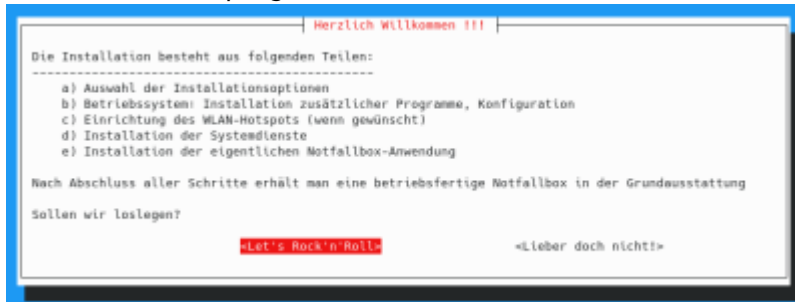 Herzlich Willkommen !!!
Die Installation besteht aus folgenden Teilen:
-----------------------------------------------
a) Auswahl der Installationsoptionen
b) Betriebssystem: Installation zusätzlicher Programme, Konfiguration
c) Einrichtung des WLAN-Hotspots (wenn gewünscht)
d) Installation der Systemdienste
e) Installation der eigentlichen Notfallbox-Anwendung
Nach Abschluss aller Schritte erhält man eine betriebsfertige Notfallbox in der Grundausstattung
Sollen wir loslegen?
<Let's Rock'n'Roll> <Lieber doch nicht!>